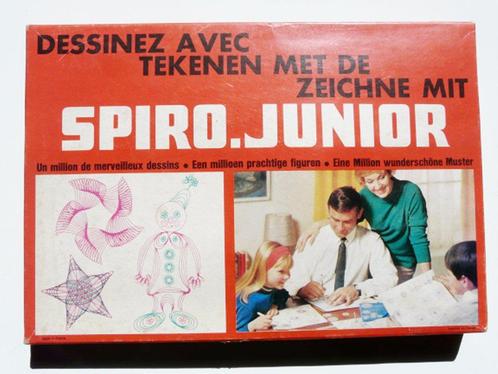 DESSINEZ AVEC
TEKENEN MET DE
ZEICHNE MIT
SPIRO.JUNIOR
Un million de merveilleux dessins • Een millioen prachtige figuren • Eine Million wunderschöne Muster